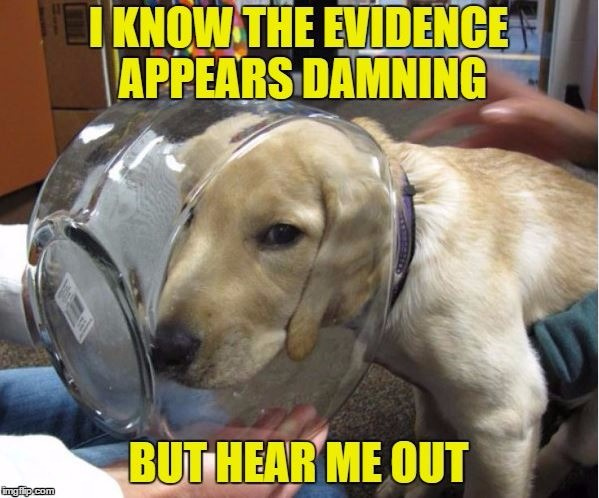 I KNOW THE EVIDENCE
APPEARS DAMNING
BUT HEAR ME OUT
imgflip.com